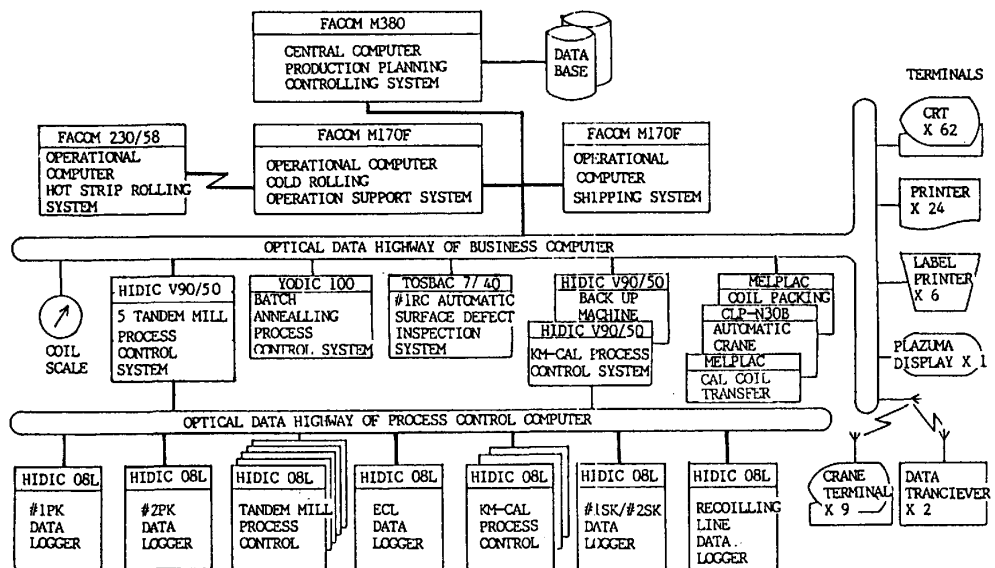 FACOM M380
CENTRAL COMPUTER
PRODUCTION PLANNING
CONTROLLING SYSTEM
DATA
BASE
TERMINALS
CRT
X 62
FACOM 230/58
OPERATIONAL
COMPUTER
HOT STRIP ROLLING
SYSTEM
FACOM M170F
OPERATIONAL COMPUTER
COLD ROLLING
OPERATION SUPPORT SYSTEM
FACOM M170F
OPERATIONAL
COMPUTER
SHIPPING SYSTEM
PRINTER
X 24
OPTICAL DATA HIGHWAY OF BUSINESS COMPUTER
LABEL
PRINTER
X 6
COIL
SCALE
HIDIC V90/50
5 TANDEM MILL
PROCESS
CONTROL
SYSTEM
YODIC 100
BATCH
ANNEALLING
PROCESS
CONTROL SYSTEM
TOSBAC 7/40
#1RC AUTOMATIC
SURFACE DEFECT
INSPECTION
SYSTEM
HIDIC V90/50
BACK UP
MACHINE
HIDIC V90/50
KM-CAL PROCESS
CONTROL SYSTEM
MELPLAC
COIL PACKING
CLP-N30B
AUTOMATIC
CRANE
MELPLAC
CAL COIL
TRANSFER
PLAZUMA
DISPLAY X 1
OPTICAL DATA HIGHWAY OF PROCESS CONTROL COMPUTER
HIDIC 08L
#1PK
DATA
LOGGER
HIDIC 08L
#2PK
DATA
LOGGER
HIDIC 08L
TANDEM MILL
PROCESS
CONTROL
HIDIC 08L
ECL
DATA
LOGGER
HIDIC 08L
KM-CAL
PROCESS
CONTROL
HIDIC 08L
#1SK/#2SK
DATA
LOGGER
HIDIC 08L
RECOILING
LINE
DATA.
LOGGER
CRANE
TERMINAL
X 9
DATA
TRANCIEVER
X 2